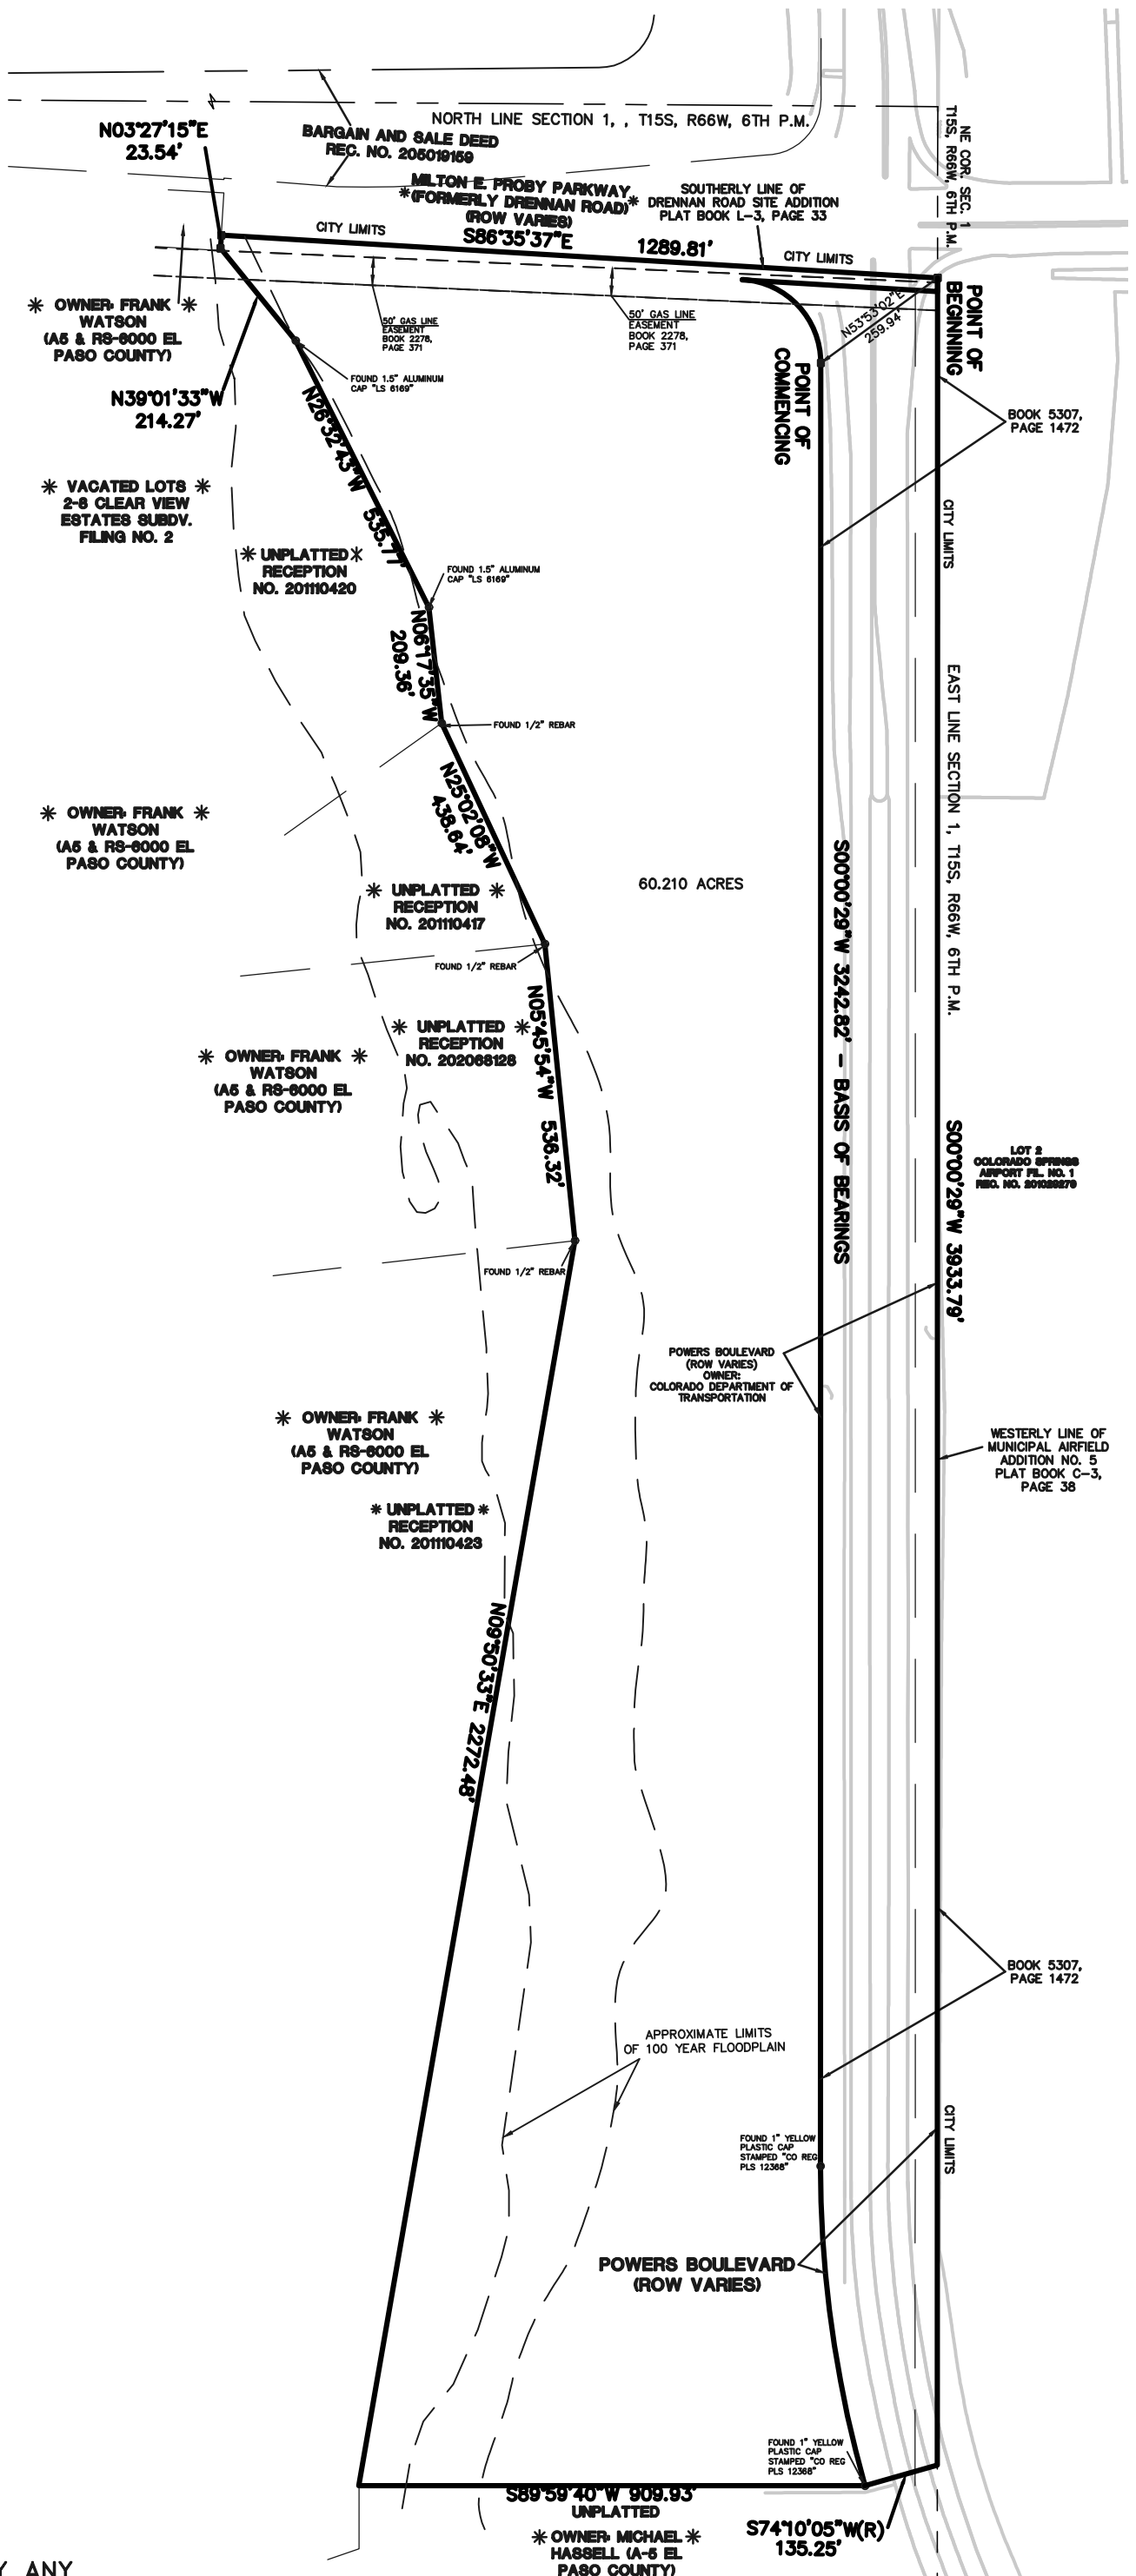 NORTH LINE SECTION 1, , T15S, R66W, 6TH P.M.
NE COR. SEC. 1
T15S, R66W, 6TH P.M.
N03°27'15"E
23.54'
BARGAIN AND SALE DEED
REC. NO. 205019159
MILTON E. PROBY PARKWAY
*(FORMERLY DRENNAN ROAD)*
(ROW VARIES)
SOUTHERLY LINE OF
DRENNAN ROAD SITE ADDITION
PLAT BOOK L-3, PAGE 33
CITY LIMITS
S86°35'37"E
1289.81'
CITY LIMITS
POINT OF
BEGINNING
N53°53'02"E
259.94'
* OWNER: FRANK *
WATSON
(A5 & RS-6000 EL
PASO COUNTY)
50' GAS LINE
EASEMENT
BOOK 2278,
PAGE 371
50' GAS LINE
EASEMENT
BOOK 2278,
PAGE 371
POINT OF
COMMENCING
FOUND 1.5" ALUMINUM
CAP "LS 6169"
N39°01'33"W
214.27'
BOOK 5307,
PAGE 1472
N26°32'43"W 535.77'
* VACATED LOTS *
2-6 CLEAR VIEW
ESTATES SUBDV.
FILING NO. 2
CITY LIMITS
* UNPLATTED *
RECEPTION
NO. 201110420
FOUND 1.5" ALUMINUM
CAP "LS 6169"
N06°17'35"W
209.36'
EAST LINE SECTION 1, T15S, R66W, 6TH P.M.
FOUND 1/2" REBAR
N25°02'08"W
438.64'
* OWNER: FRANK *
WATSON
(A5 & RS-6000 EL
PASO COUNTY)
60.210 ACRES
S00°00'29"W 3242.82' - BASIS OF BEARINGS
* UNPLATTED *
RECEPTION
NO. 201110417
FOUND 1/2" REBAR
N05°45'54"W 536.32'
* UNPLATTED *
RECEPTION
NO. 202068128
* OWNER: FRANK *
WATSON
(A5 & RS-6000 EL
PASO COUNTY)
S00°00'29"W 3933.79'
LOT 2
COLORADO SPRINGS
AIRPORT FIL. NO. 1
REC. NO. 201089279
FOUND 1/2" REBAR
POWERS BOULEVARD
(ROW VARIES)
OWNER:
COLORADO DEPARTMENT OF
TRANSPORTATION
* OWNER: FRANK *
WATSON
(A5 & RS-6000 EL
PASO COUNTY)
WESTERLY LINE OF
MUNICIPAL AIRFIELD
ADDITION NO. 5
PLAT BOOK C-3,
PAGE 38
* UNPLATTED *
RECEPTION
NO. 201110423
N09°50'33"E 2272.48'
BOOK 5307,
PAGE 1472
APPROXIMATE LIMITS
OF 100 YEAR FLOODPLAIN
CITY LIMITS
FOUND 1" YELLOW
PLASTIC CAP
STAMPED "CO REG
PLS 12368"
POWERS BOULEVARD
(ROW VARIES)
FOUND 1" YELLOW
PLASTIC CAP
STAMPED "CO REG
PLS 12368"
S89°59'40"W 909.93'
UNPLATTED
* OWNER: MICHAEL *
HASSELL (A-5 EL
PASO COUNTY)
S74°10'05"W(R)
135.25'
Y ANY